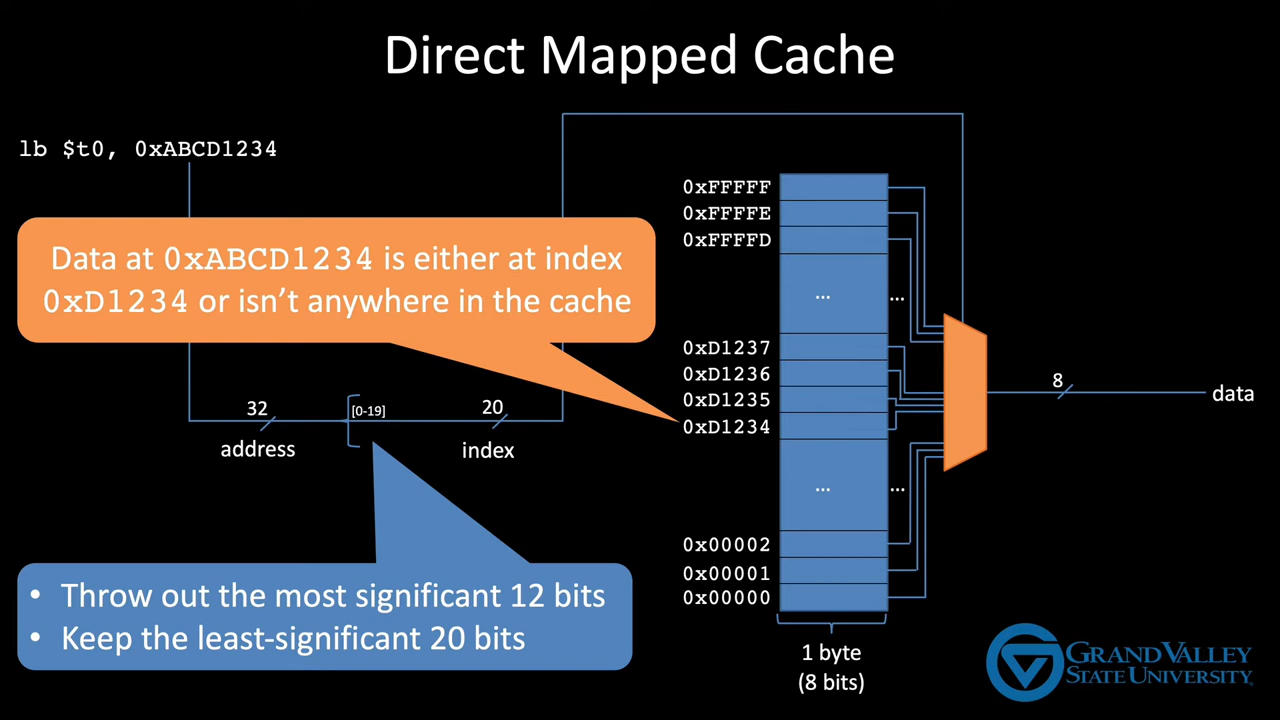 Direct Mapped Cache
lb $t0, 0xABCD1234
Data at 0xABCD1234 is either at index
0xD1234 or isn't anywhere in the cache
32
address
[0-19]
20
index
• Throw out the most significant 12 bits
• Keep the least-significant 20 bits
0xFFFFF
0xFFFFE
0xFFFFD
... ...
0xD1237
0xD1236
0xD1235
0xD1234
... ...
0x00002
0x00001
0x00000
1 byte
(8 bits)
8
data
GRAND VALLEY
STATE UNIVERSITY